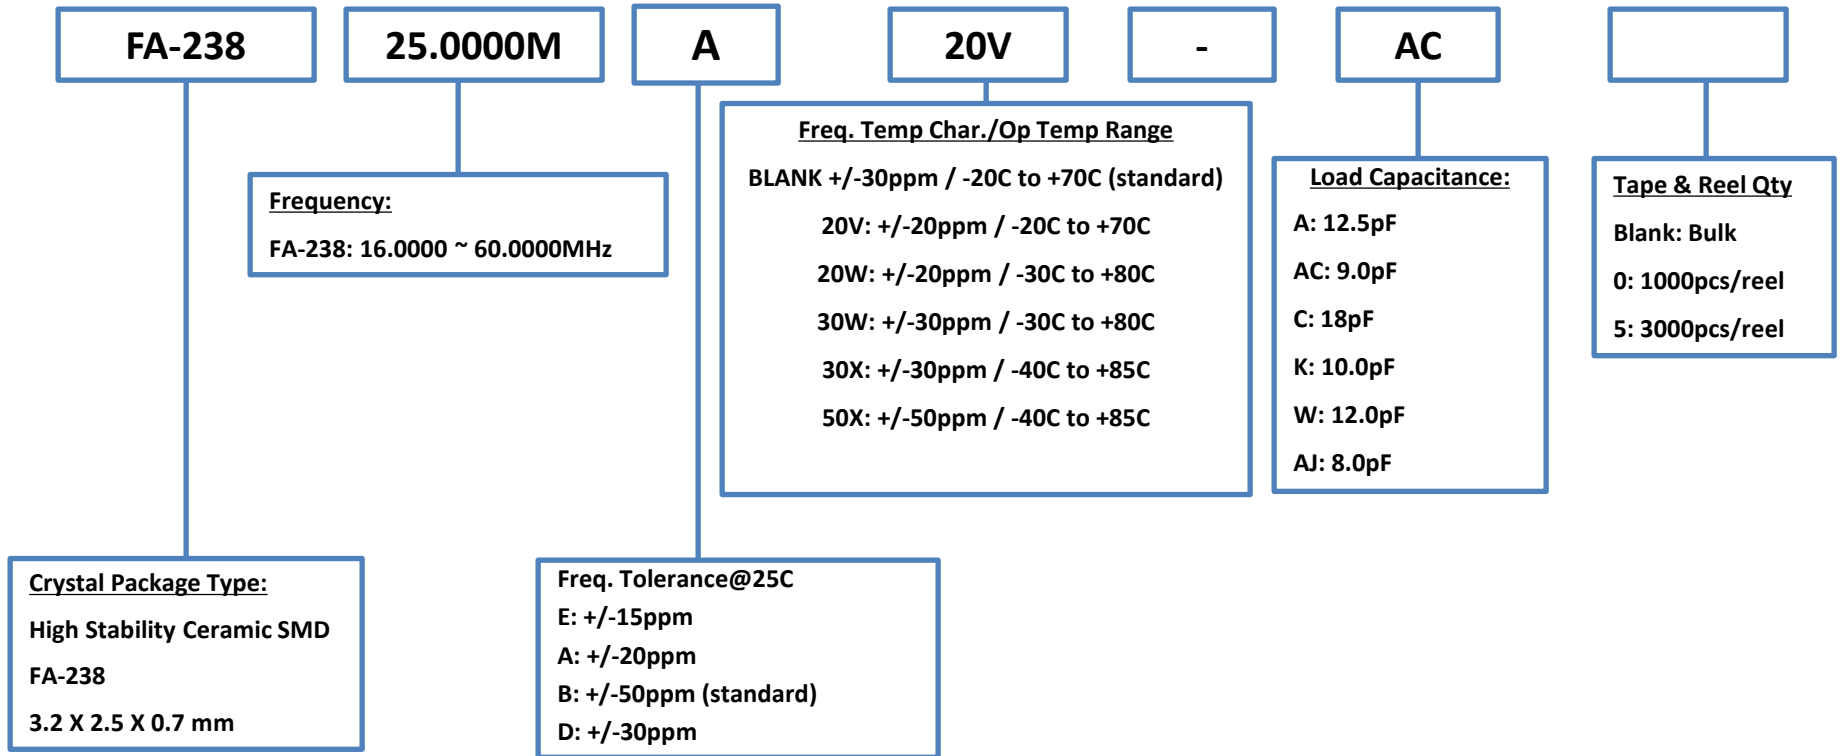 FA-238
25.0000M
A
20V
-
AC
Freq. Temp Char./Op Temp Range
BLANK +/-30ppm / -20C to +70C (standard)
20V: +/-20ppm / -20C to +70C
20W: +/-20ppm / -30C to +80C
30W: +/-30ppm / -30C to +80C
30X: +/-30ppm / -40C to +85C
50X: +/-50ppm / -40C to +85C
Frequency:
FA-238: 16.0000 ~ 60.0000MHz
Load Capacitance:
A: 12.5pF
AC: 9.0pF
C: 18pF
K: 10.0pF
W: 12.0pF
AJ: 8.0pF
Tape & Reel Qty
Blank: Bulk
0: 1000pcs/reel
5: 3000pcs/reel
Crystal Package Type:
High Stability Ceramic SMD
FA-238
3.2 X 2.5 X 0.7 mm
Freq. Tolerance@25C
E: +/-15ppm
A: +/-20ppm
B: +/-50ppm (standard)
D: +/-30ppm